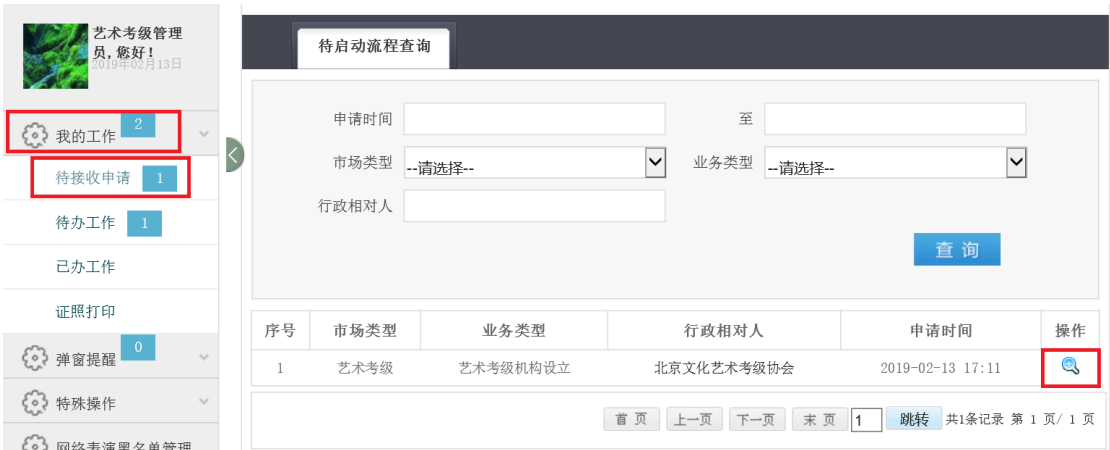 艺术考级管理
员,您好!
2019年02月13日
我的工作 2
待接收申请 1
待办工作 1
已办工作
证照打印
弹窗提醒 0
特殊操作
网络表演黑名单管理
待启动流程查询
申请时间 至
市场类型 --请选择-- 业务类型 --请选择--
行政相对人
查 询
序号 市场类型 业务类型 行政相对人 申请时间 操作
1 艺术考级 艺术考级机构设立 北京文化艺术考级协会 2019-02-13 17:11
首 页 上一页 下一页 末 页 1 跳转 共1条记录 第 1 页/ 1 页